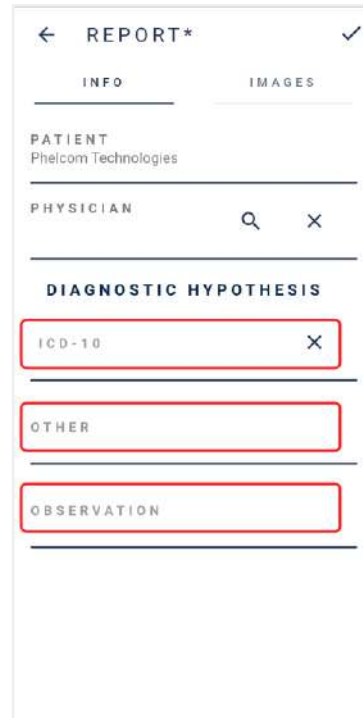 REPORT*
INFO IMAGES
PATIENT
Phelcom Technologies
PHYSICIAN
DIAGNOSTIC HYPOTHESIS
ICD-10
OTHER
OBSERVATION